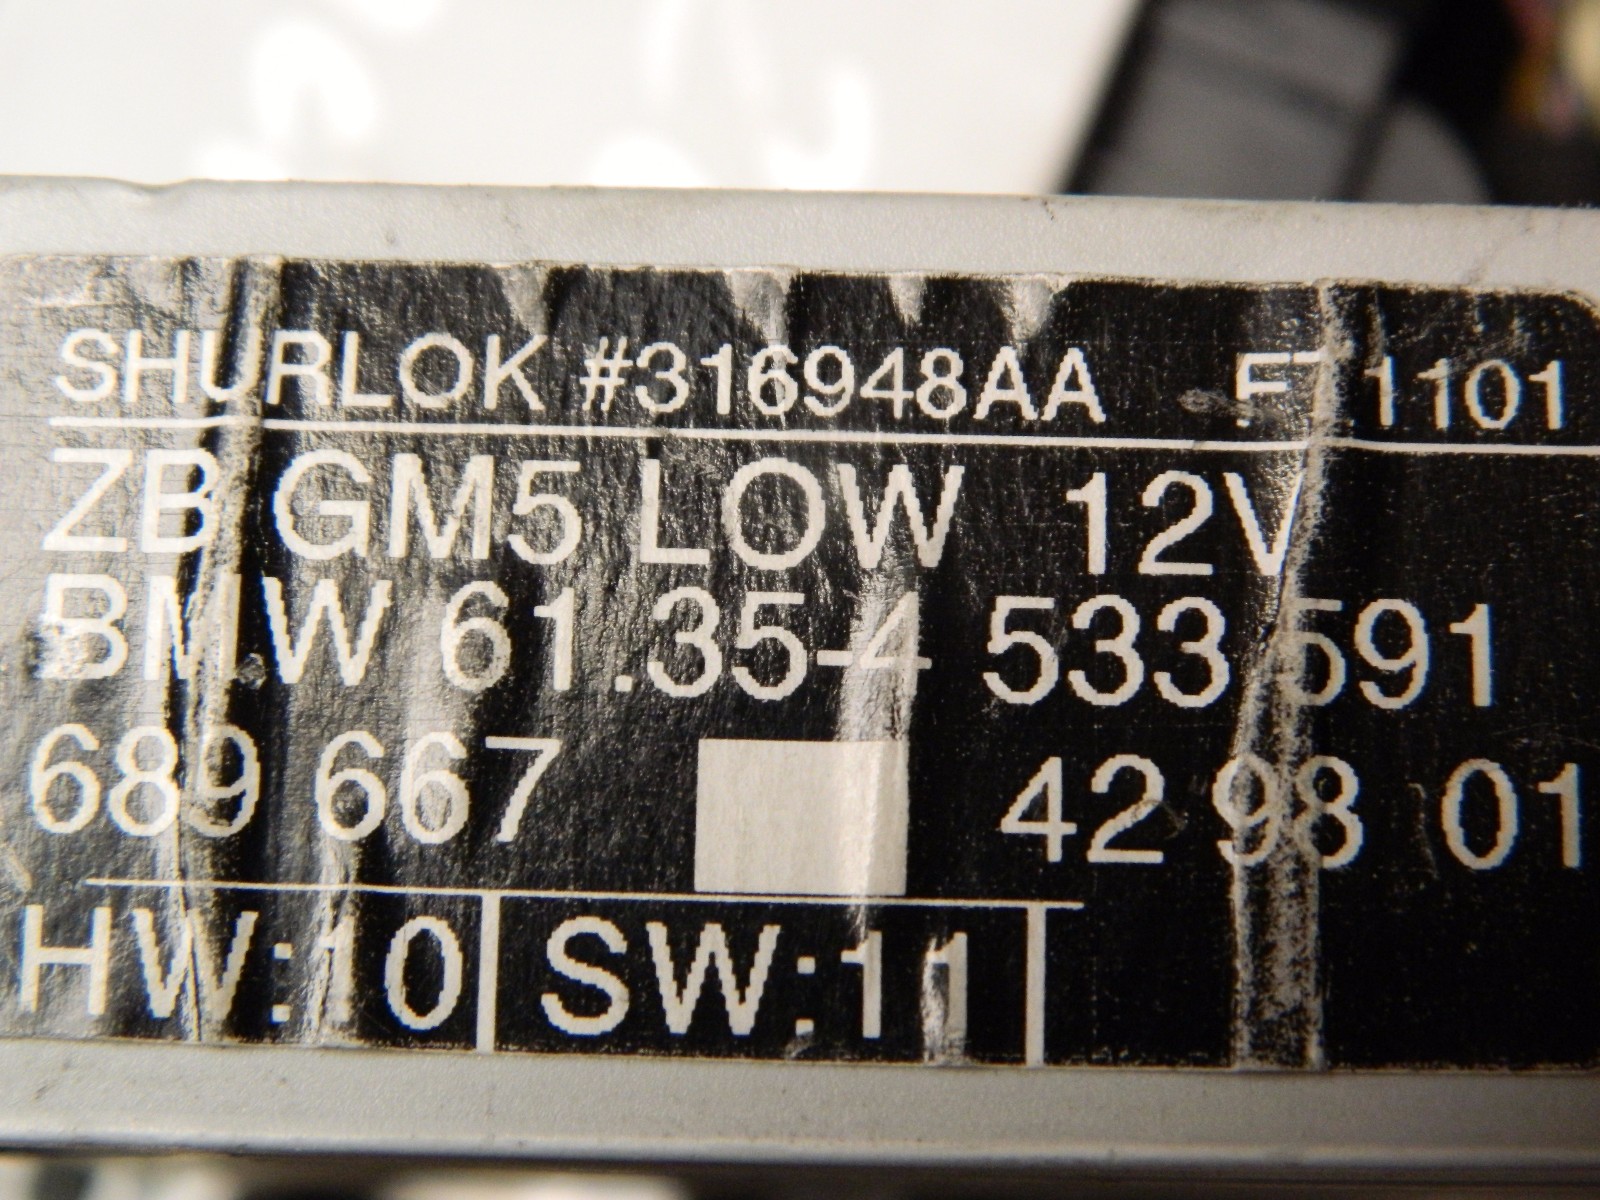 SHURLOK #316948AA 1101
ZB GM5 LOW 12V
BMW 61.35-4 533 591
689 667 42 98 01
HW:10 SW:11